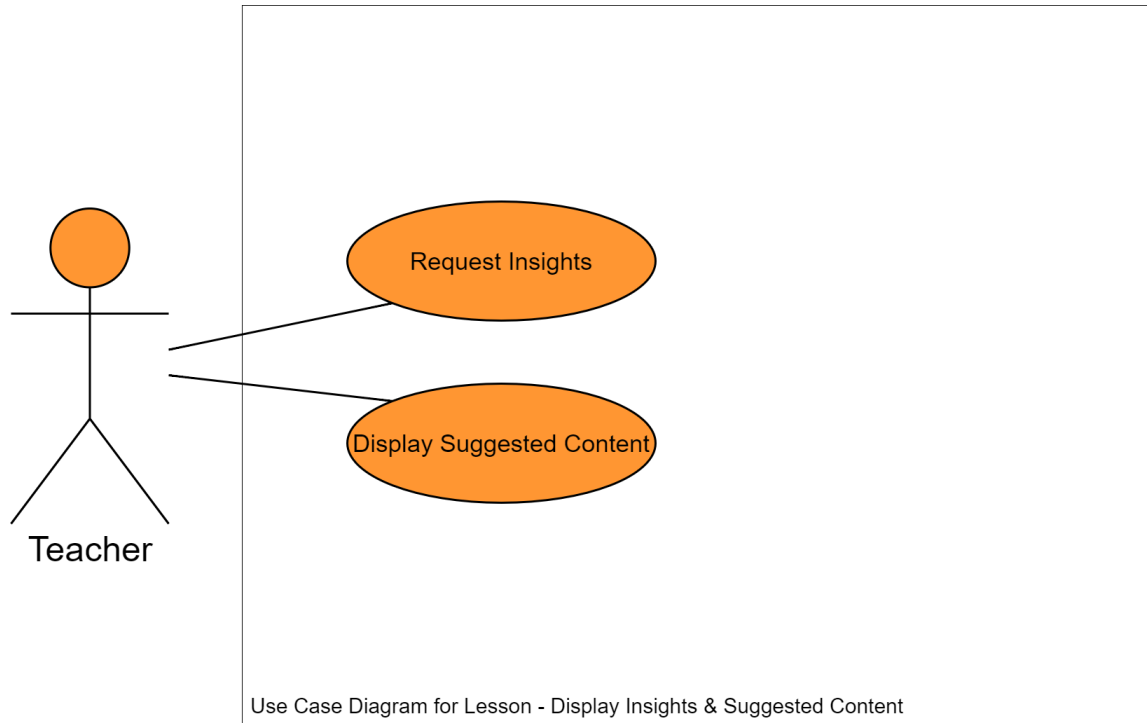 Request Insights
Display Suggested Content
Teacher
Use Case Diagram for Lesson - Display Insights & Suggested Content